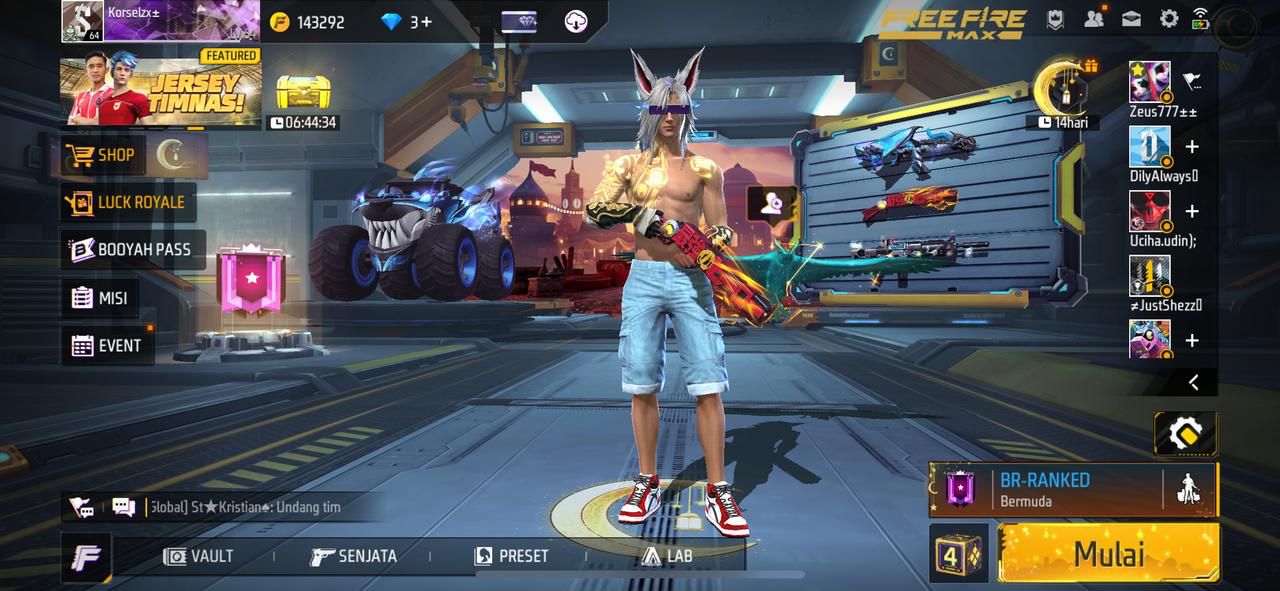 Korselzx±
64
143292
3+
FREE FIRE
MAX
FEATURED
JERSEY
TIMNAS!
06:44:34
14hari
SHOP
LUCK ROYALE
BOOYAH PASS
MISI
EVENT
Zeus777±±
DilyAlways
Uciha.udin);
≠JustShezz
Global] St★Kristian♠: Undang tim
BR-RANKED
Bermuda
VAULT
SENJATA
PRESET
LAB
4
Mulai